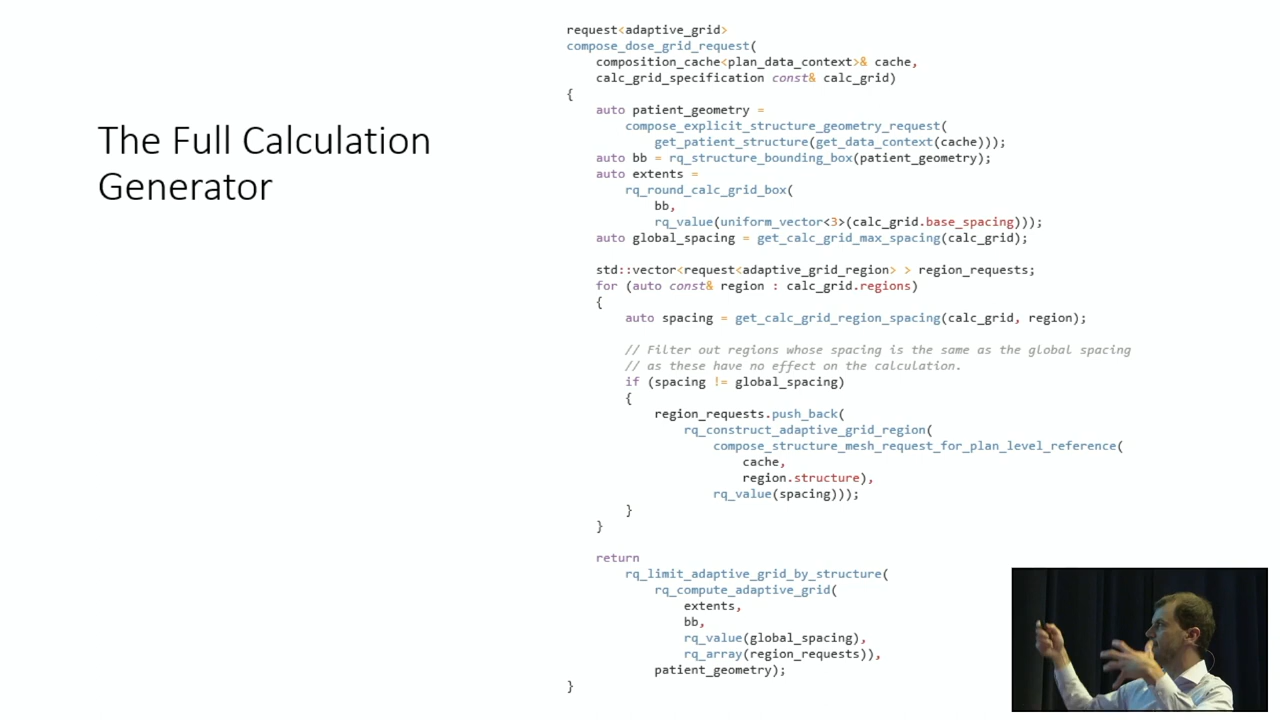 The Full Calculation
Generator
request<adaptive_grid>
compose_dose_grid_request(
    composition_cache<plan_data_context>& cache,
    calc_grid_specification const& calc_grid)
{
    auto patient_geometry =
        compose_explicit_structure_geometry_request(
            get_patient_structure(get_data_context(cache)));
    auto bb = rq_structure_bounding_box(patient_geometry);
    auto extents =
        rq_round_calc_grid_box(
            bb,
            rq_value(uniform_vector<3>(calc_grid.base_spacing)));
    auto global_spacing = get_calc_grid_max_spacing(calc_grid);

    std::vector<request<adaptive_grid_region> > region_requests;
    for (auto const& region : calc_grid.regions)
    {
        auto spacing = get_calc_grid_region_spacing(calc_grid, region);

        // Filter out regions whose spacing is the same as the global spacing
        // as these have no effect on the calculation.
        if (spacing != global_spacing)
        {
            region_requests.push_back(
                rq_construct_adaptive_grid_region(
                    compose_structure_mesh_request_for_plan_level_reference(
                        cache,
                        region.structure),
                    rq_value(spacing)));
        }
    }

    return
        rq_limit_adaptive_grid_by_structure(
            rq_compute_adaptive_grid(
                extents,
                bb,
                rq_value(global_spacing),
                rq_array(region_requests)),
            patient_geometry);
}